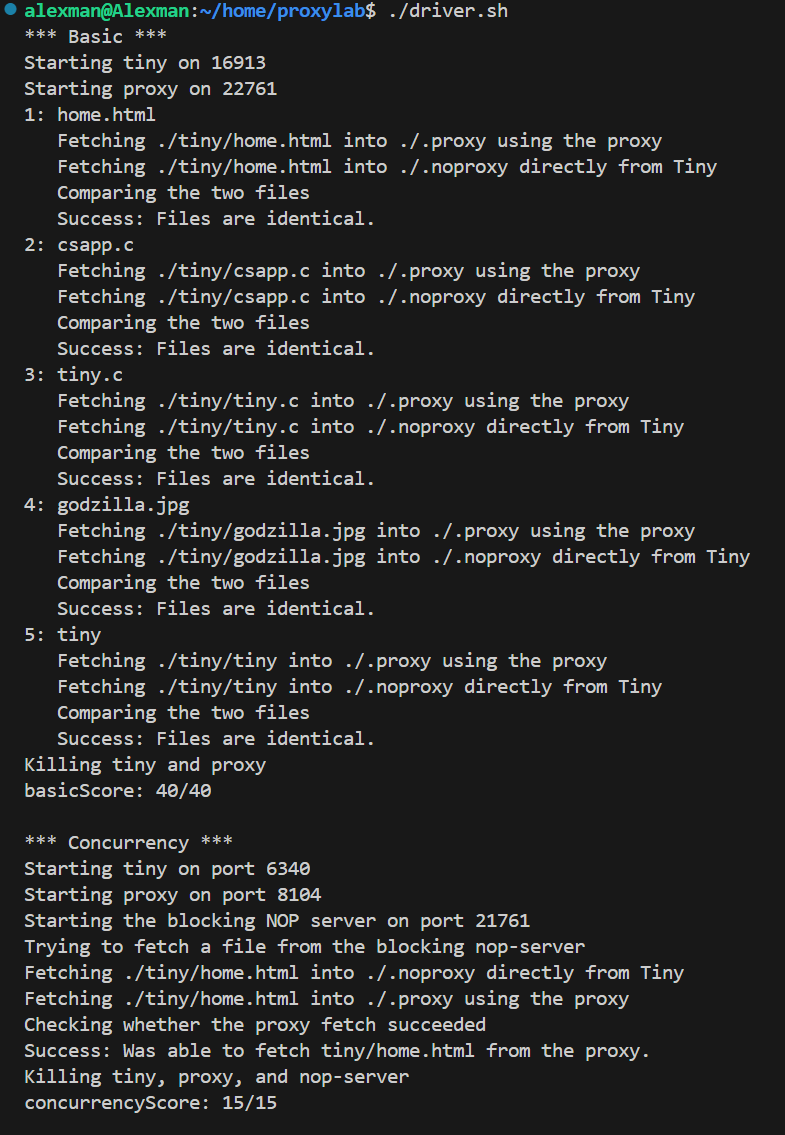 alexman@Alexman:~/home/proxylab$ ./driver.sh
*** Basic ***
Starting tiny on 16913
Starting proxy on 22761
1: home.html
   Fetching ./tiny/home.html into ./.proxy using the proxy
   Fetching ./tiny/home.html into ./.noproxy directly from Tiny
   Comparing the two files
   Success: Files are identical.
2: csapp.c
   Fetching ./tiny/csapp.c into ./.proxy using the proxy
   Fetching ./tiny/csapp.c into ./.noproxy directly from Tiny
   Comparing the two files
   Success: Files are identical.
3: tiny.c
   Fetching ./tiny/tiny.c into ./.proxy using the proxy
   Fetching ./tiny/tiny.c into ./.noproxy directly from Tiny
   Comparing the two files
   Success: Files are identical.
4: godzilla.jpg
   Fetching ./tiny/godzilla.jpg into ./.proxy using the proxy
   Fetching ./tiny/godzilla.jpg into ./.noproxy directly from Tiny
   Comparing the two files
   Success: Files are identical.
5: tiny
   Fetching ./tiny/tiny into ./.proxy using the proxy
   Fetching ./tiny/tiny into ./.noproxy directly from Tiny
   Comparing the two files
   Success: Files are identical.
Killing tiny and proxy
basicScore: 40/40

*** Concurrency ***
Starting tiny on port 6340
Starting proxy on port 8104
Starting the blocking NOP server on port 21761
Trying to fetch a file from the blocking nop-server
Fetching ./tiny/home.html into ./.noproxy directly from Tiny
Fetching ./tiny/home.html into ./.proxy using the proxy
Checking whether the proxy fetch succeeded
Success: Was able to fetch tiny/home.html from the proxy.
Killing tiny, proxy, and nop-server
concurrencyScore: 15/15